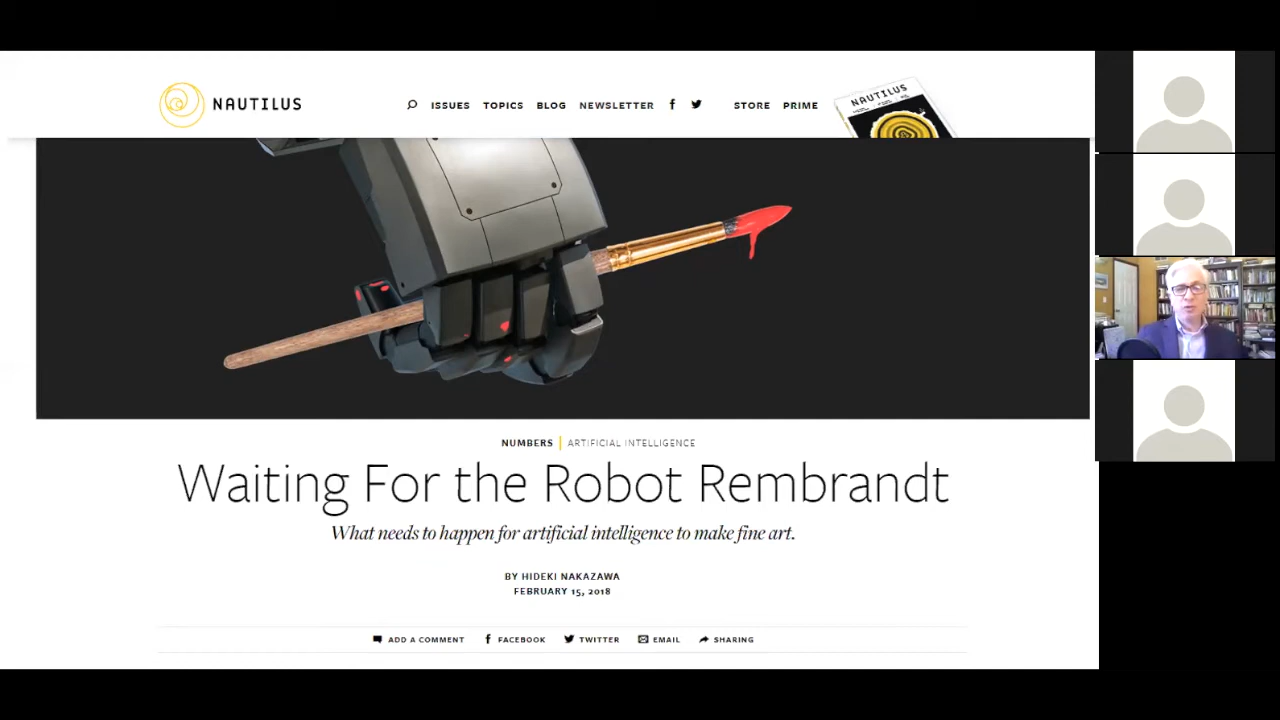 NAUTILUS
ISSUES TOPICS BLOG NEWSLETTER STORE PRIME
NAUTILUS
NUMBERS | ARTIFICIAL INTELLIGENCE
Waiting For the Robot Rembrandt
What needs to happen for artificial intelligence to make fine art.
BY HIDEKI NAKAZAWA
FEBRUARY 15, 2018
ADD A COMMENT FACEBOOK TWITTER EMAIL SHARING